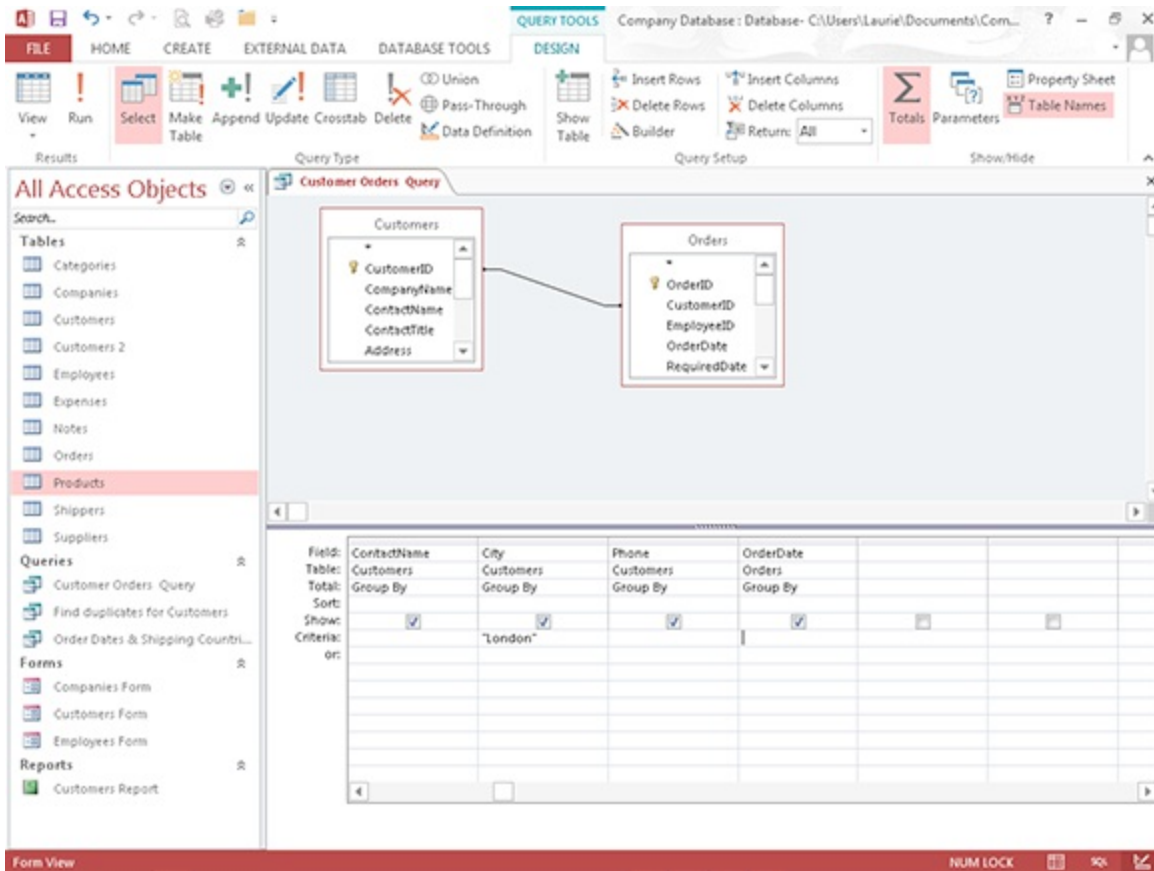 QUERY TOOLS Company Database : Database- C:\Users\Laurie\Documents\Com... ?
FILE HOME CREATE EXTERNAL DATA DATABASE TOOLS DESIGN
View
Run
Select
Make Table
Append
Update
Crosstab
Delete
Union
Pass-Through
Data Definition
Show Table
Insert Rows
Delete Rows
Builder
Insert Columns
Delete Columns
Return: All
Totals
Parameters
Property Sheet
Table Names
Results Query Type Query Setup Show/Hide
All Access Objects
Search...
Tables
Categories
Companies
Customers
Customers 2
Employees
Expenses
Notes
Orders
Products
Shippers
Suppliers
Queries
Customer Orders Query
Find duplicates for Customers
Order Dates & Shipping Countri...
Forms
Companies Form
Customers Form
Employees Form
Reports
Customers Report
Customer Orders Query
Customers
*
CustomerID
CompanyName
ContactName
ContactTitle
Address
Orders
*
OrderID
CustomerID
EmployeeID
OrderDate
RequiredDate
Field: ContactName City Phone OrderDate
Table: Customers Customers Customers Orders
Total: Group By Group By Group By Group By
Sort:
Show:
Criteria: "London"
or:
Form View NUM LOCK SQL